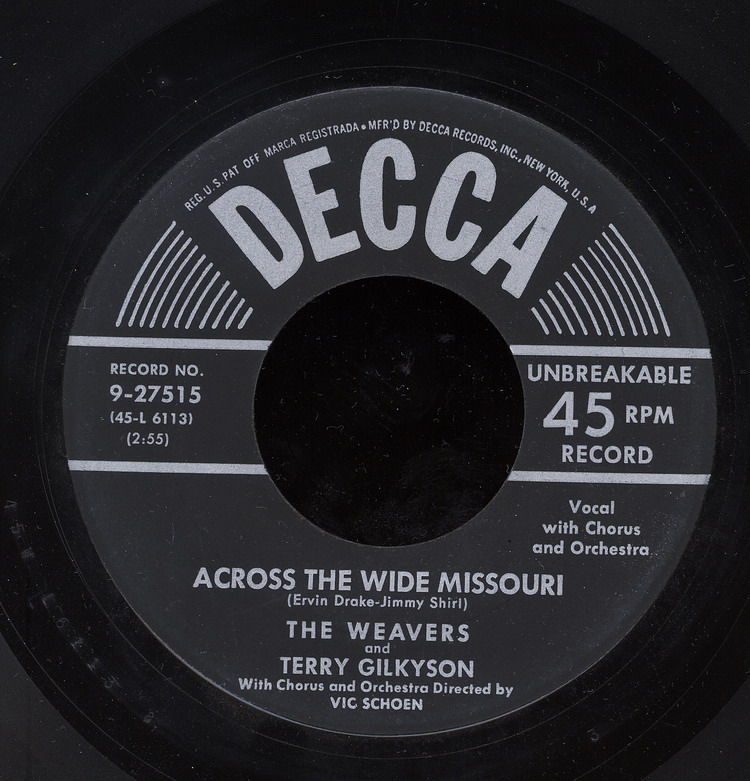 REG. U.S. PAT OFF MARCA REGISTRADA • MFR'D BY DECCA RECORDS, INC., NEW YORK, U.S.A
DECCA
RECORD NO.
9-27515
(45-L 6113)
(2:55)
UNBREAKABLE
45 RPM
RECORD
Vocal
with Chorus
and Orchestra
ACROSS THE WIDE MISSOURI
(Ervin Drake-Jimmy Shirl)
THE WEAVERS
and
TERRY GILKYSON
With Chorus and Orchestra Directed by
VIC SCHOEN